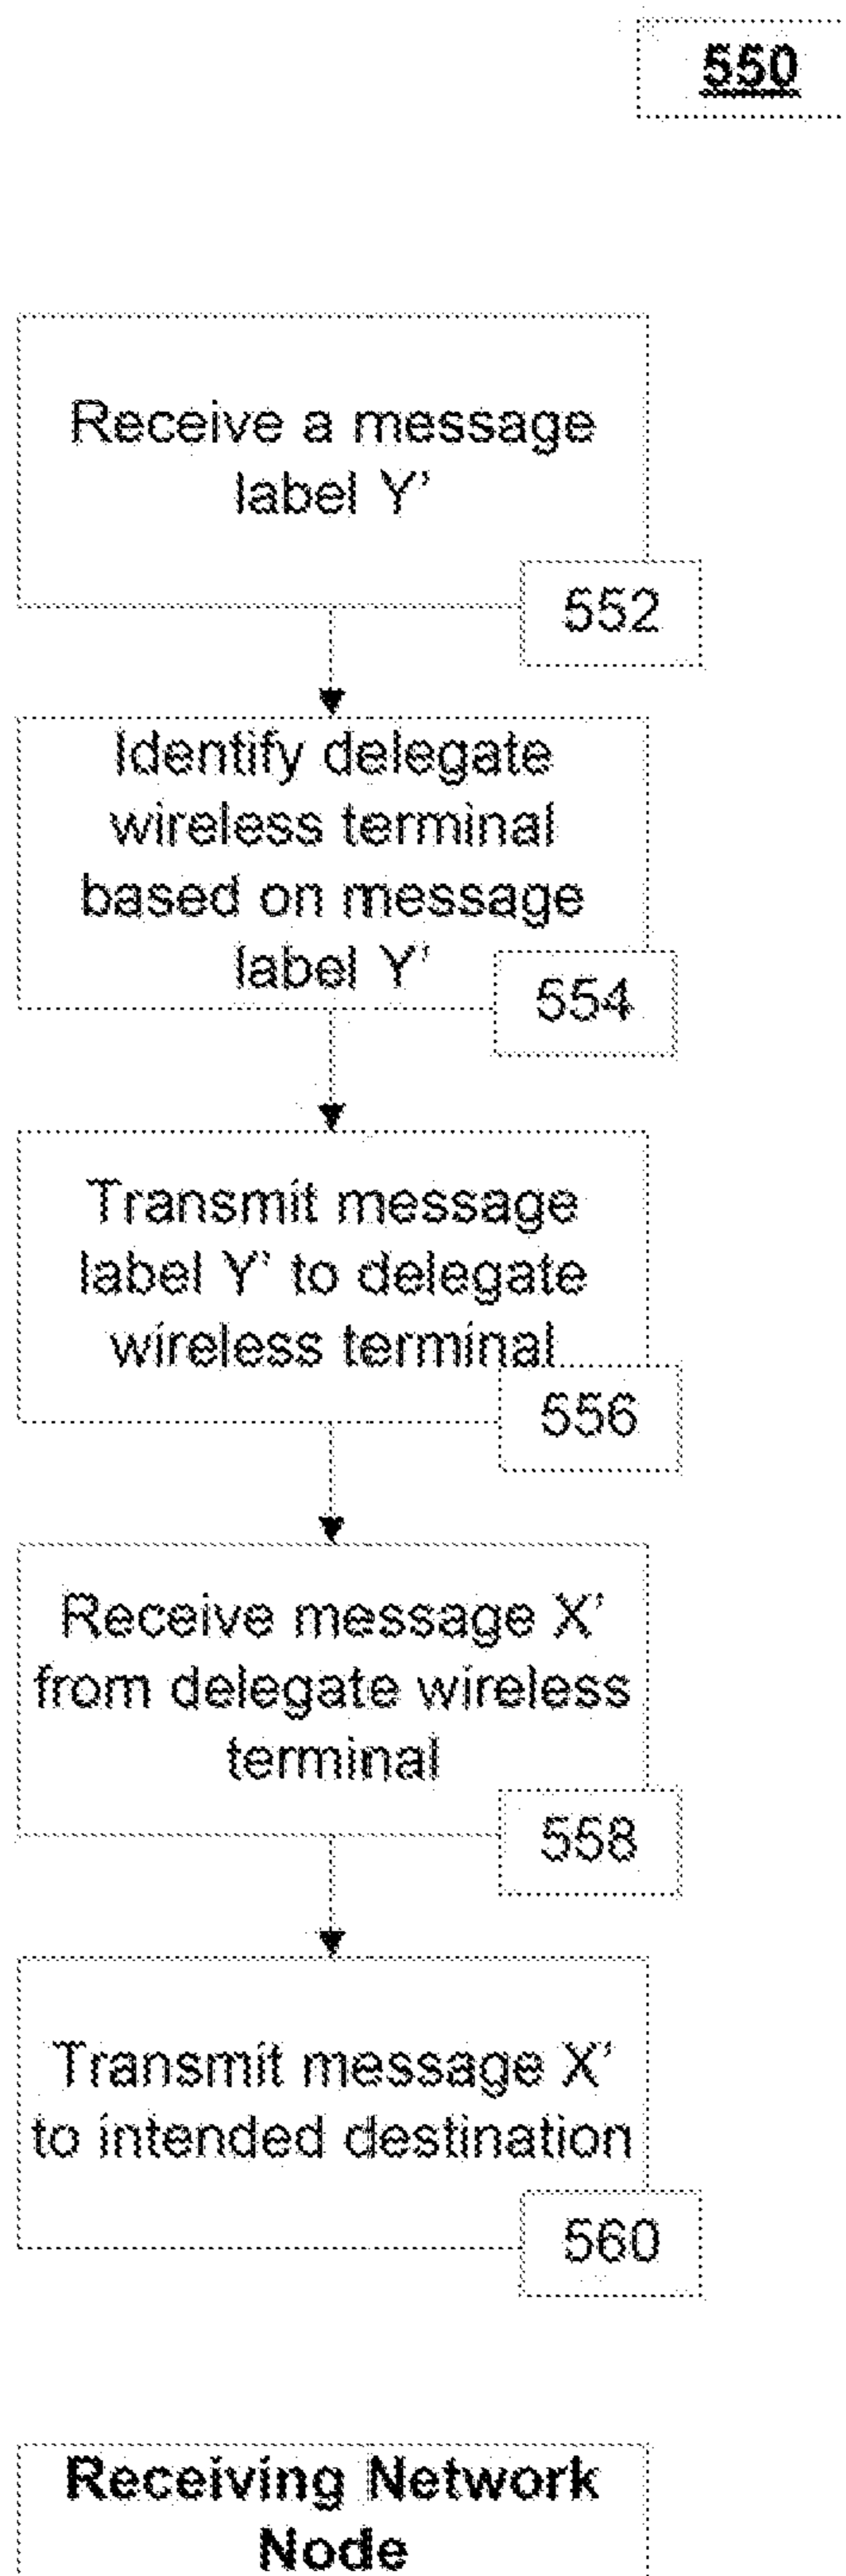 550
Receive a message
label Y'
552
Identify delegate
wireless terminal
based on message
label Y'
554
Transmit message
label Y' to delegate
wireless terminal
556
Receive message X'
from delegate wireless
terminal
558
Transmit message X'
to intended destination
560
Receiving Network
Node